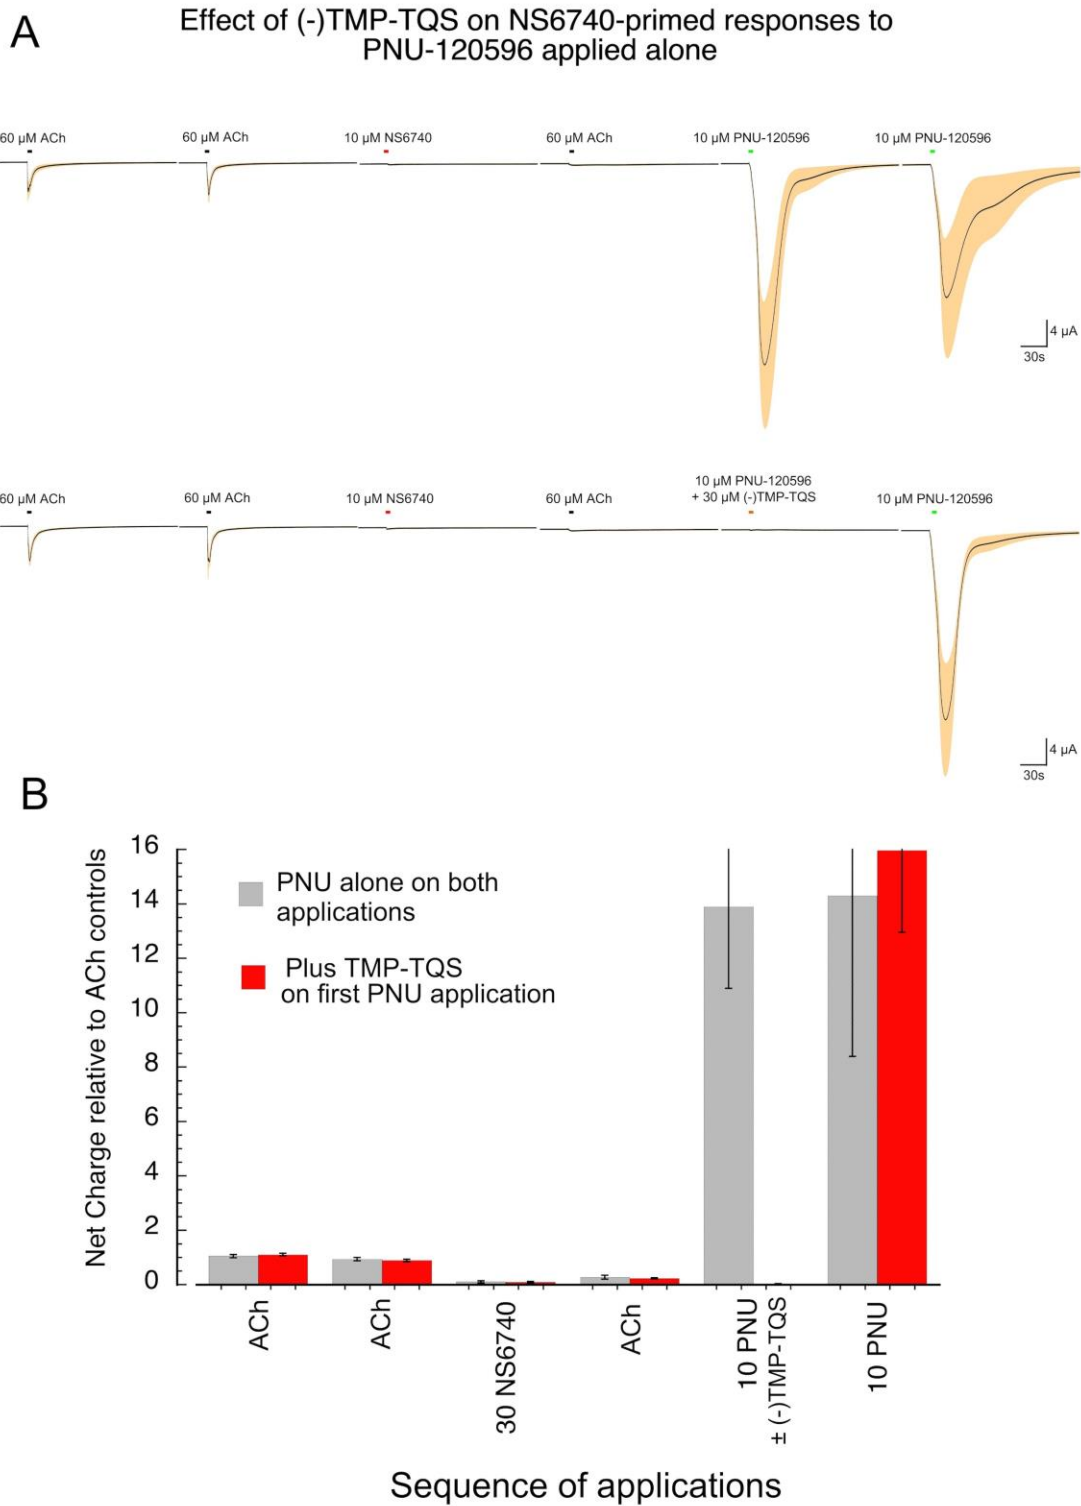 A
Effect of (-)TMP-TQS on NS6740-primed responses to
PNU-120596 applied alone
60 µM ACh
60 µM ACh
10 µM NS6740
60 µM ACh
10 µM PNU-120596
10 µM PNU-120596
4 µA
30s
60 µM ACh
60 µM ACh
10 µM NS6740
60 µM ACh
10 µM PNU-120596
+ 30 µM (-)TMP-TQS
10 µM PNU-120596
4 µA
30s
B
Net Charge relative to ACh controls
16
14
12
10
8
6
4
2
0
PNU alone on both
applications
Plus TMP-TQS
on first PNU application
ACh
ACh
30 NS6740
ACh
10 PNU
± (-)TMP-TQS
10 PNU
Sequence of applications